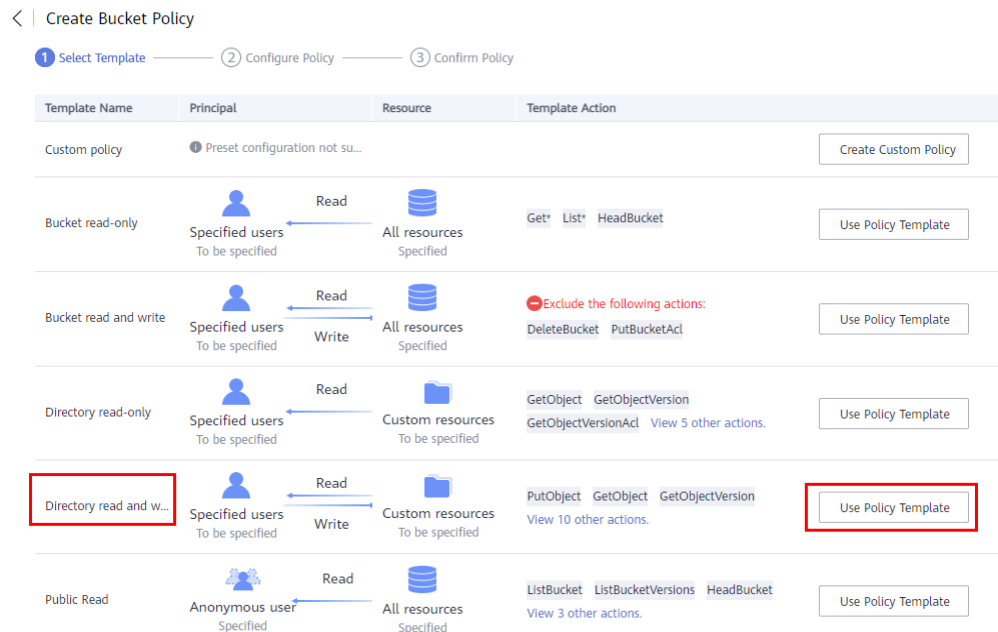 Create Bucket Policy
1 Select Template 2 Configure Policy 3 Confirm Policy
Template Name Principal Resource Template Action
Custom policy Preset configuration not su... Create Custom Policy
Bucket read-only
Read
Specified users
To be specified
All resources
Specified
Get* List* HeadBucket
Use Policy Template
Bucket read and write
Read
Write
Specified users
To be specified
All resources
Specified
Exclude the following actions:
DeleteBucket PutBucketAcl
Use Policy Template
Directory read-only
Read
Specified users
To be specified
Custom resources
To be specified
GetObject GetObjectVersion
GetObjectVersionAcl View 5 other actions.
Use Policy Template
Directory read and w...
Read
Write
Specified users
To be specified
Custom resources
To be specified
PutObject GetObject GetObjectVersion
View 10 other actions.
Use Policy Template
Public Read
Read
Anonymous user
Specified
All resources
Specified
ListBucket ListBucketVersions HeadBucket
View 3 other actions.
Use Policy Template